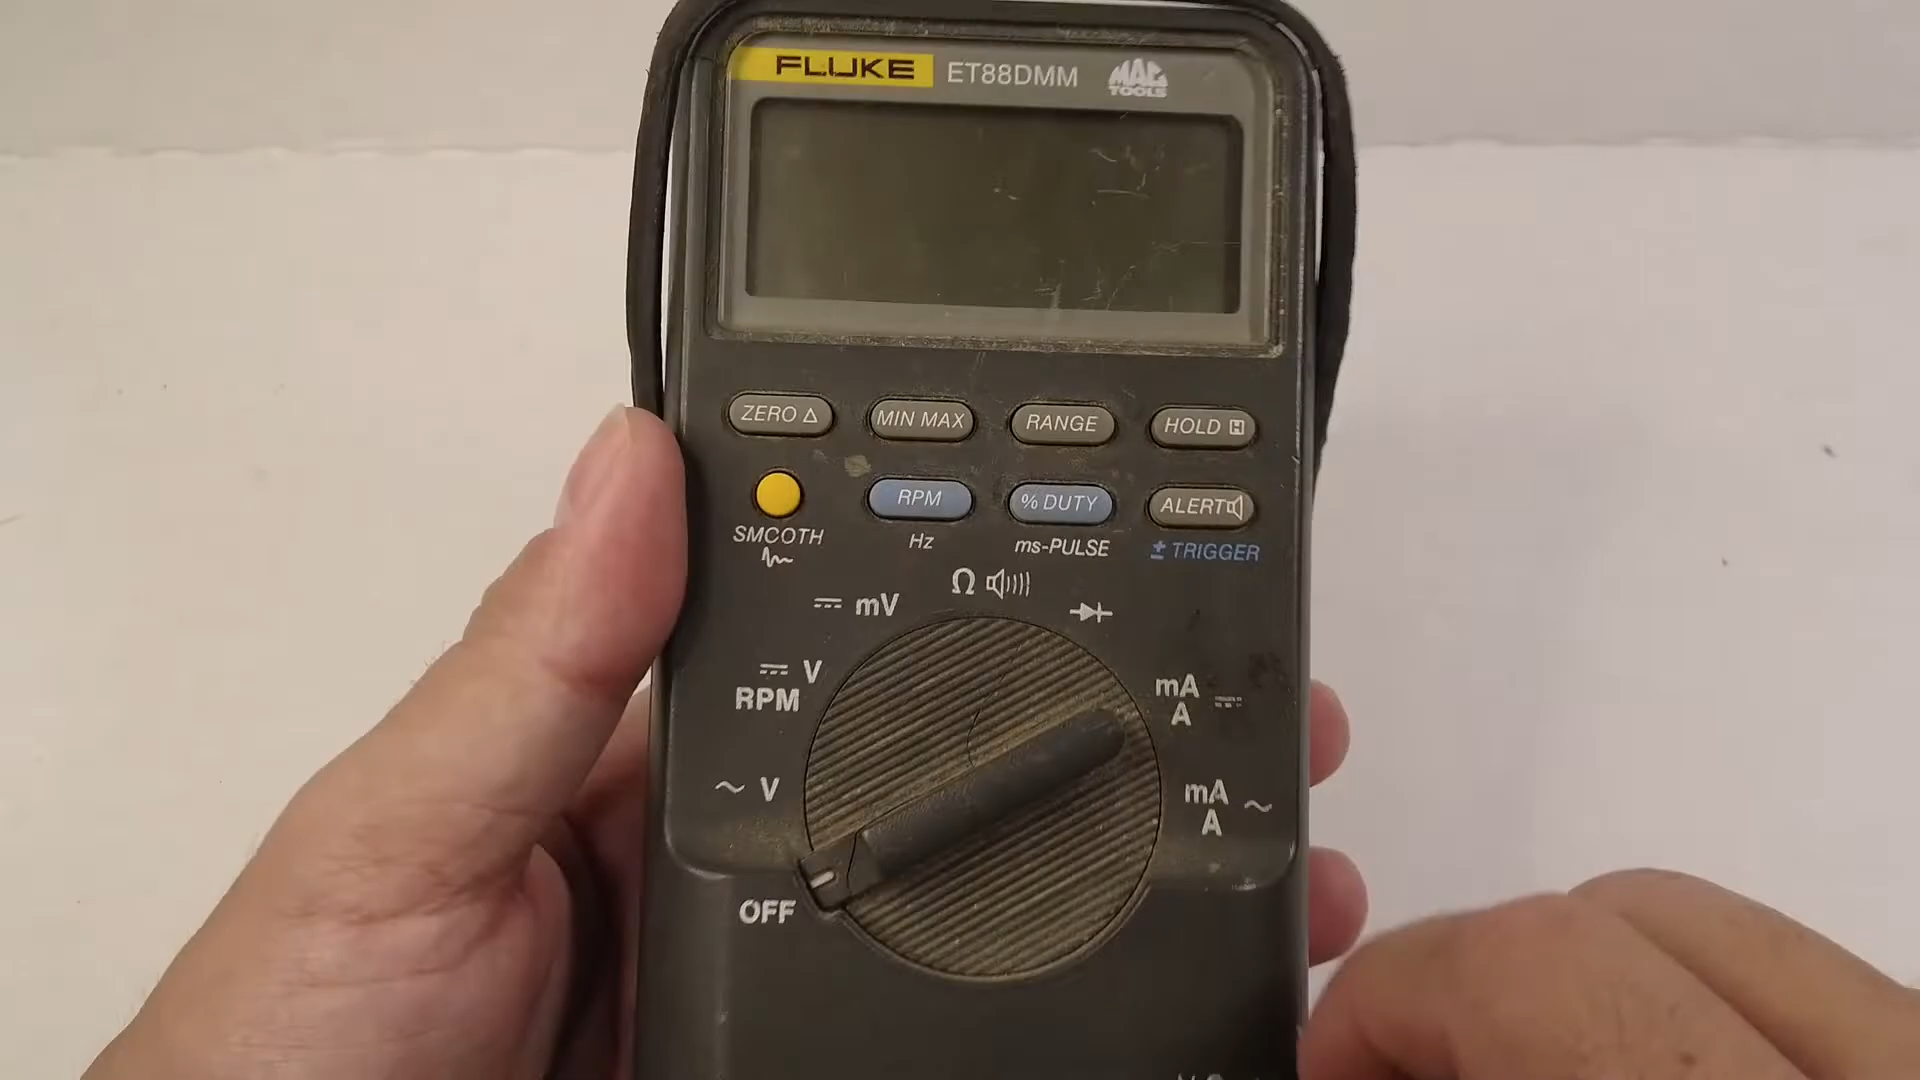 FLUKE ET88DMM MAC TOOLS
ZERO Δ MIN MAX RANGE HOLD H
RPM % DUTY ALERT
SMOOTH Hz ms-PULSE ± TRIGGER
mV Ω
V
RPM
mA
A
V
mA
A
OFF